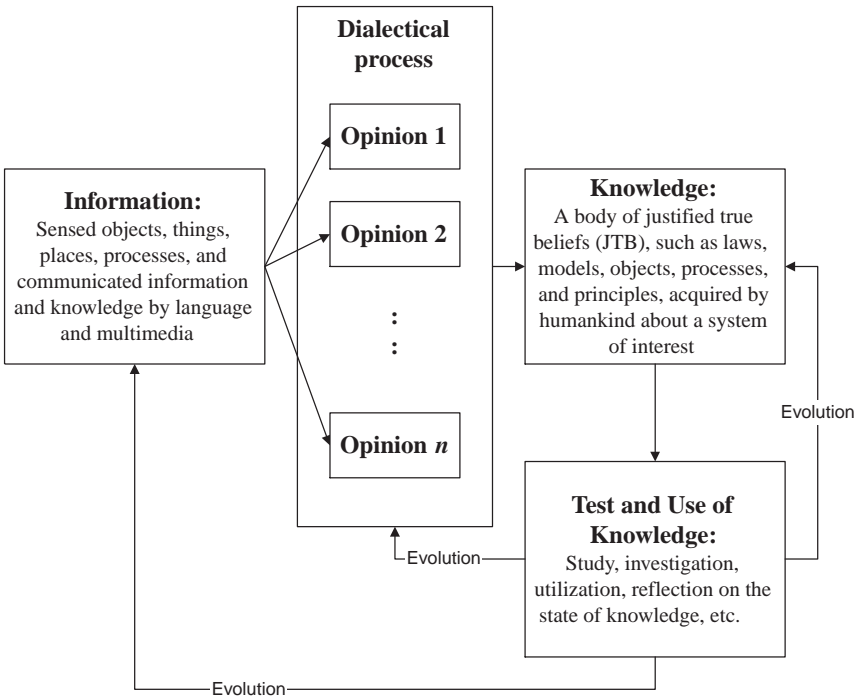 Dialectical
process
Opinion 1
Opinion 2
:
:
Opinion n
Information:
Sensed objects, things,
places, processes, and
communicated information
and knowledge by language
and multimedia
Knowledge:
A body of justified true
beliefs (JTB), such as laws,
models, objects, processes,
and principles, acquired by
humankind about a system
of interest
Evolution
Test and Use of
Knowledge:
Study, investigation,
utilization, reflection on the
state of knowledge, etc.
Evolution
Evolution